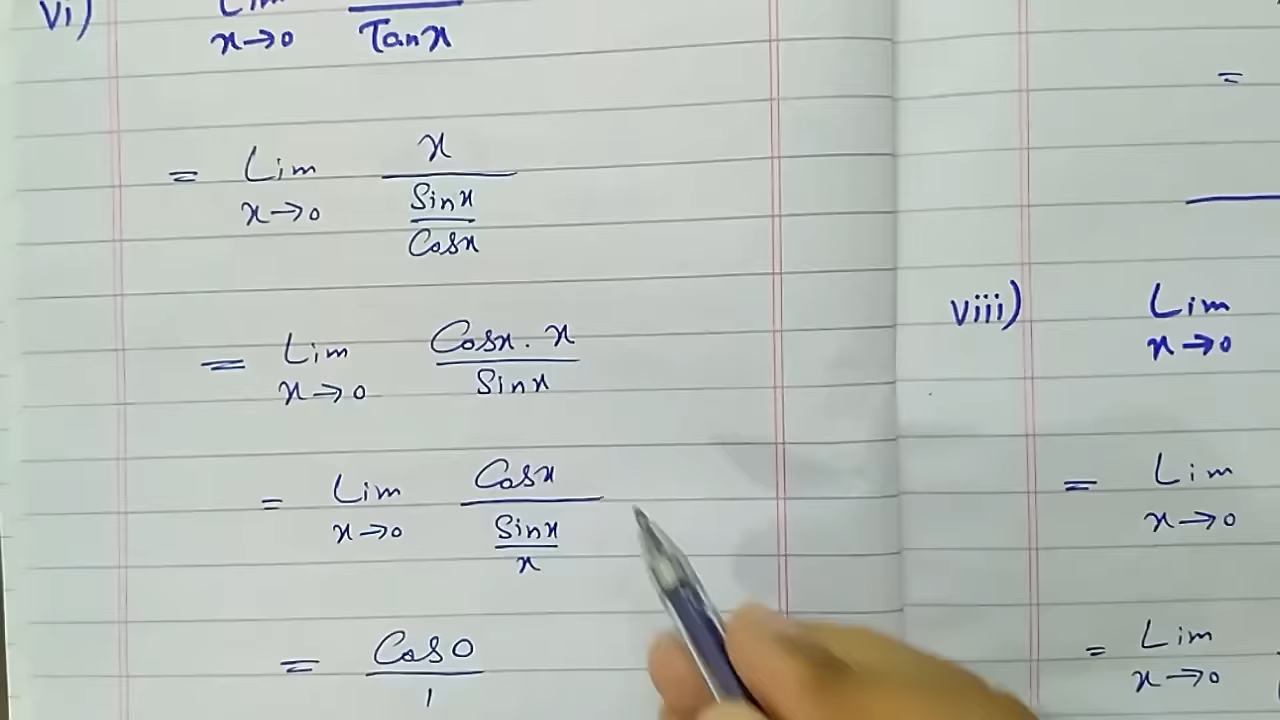 vi) Lim
x→0 Tanx
= Lim x
x→0 Sinx
Cosx
= Lim Cosx . x
x→0 Sinx
= Lim Cosx
x→0 Sinx
x
= Cos0
1
=
viii) Lim
x→0
= Lim
x→0
= Lim
x→0